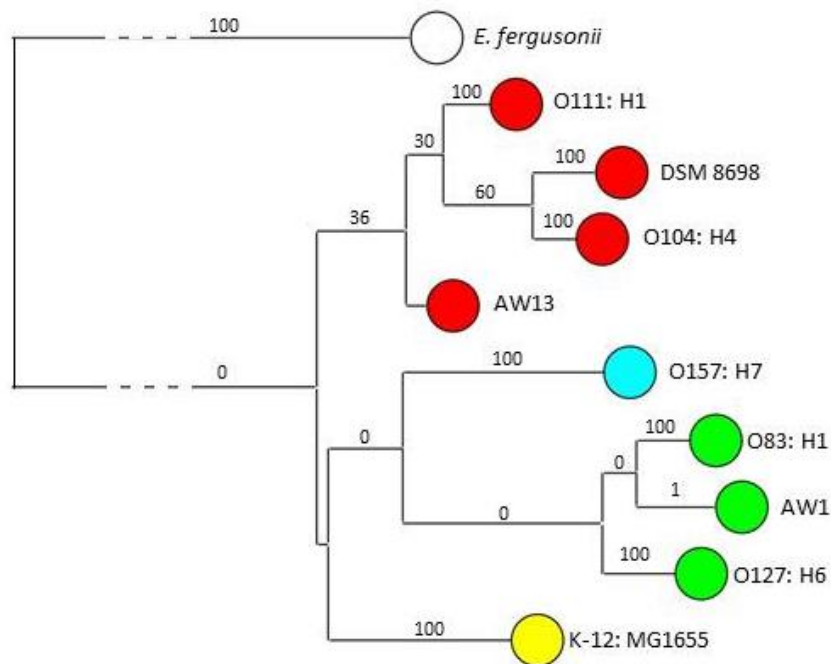 100
E. fergusonii
100
O111: H1
30
100
DSM 8698
60
36
100
O104: H4
AW13
0
100
O157: H7
100
O83: H1
0
0
1
AW1
0
100
O127: H6
100
K-12: MG1655